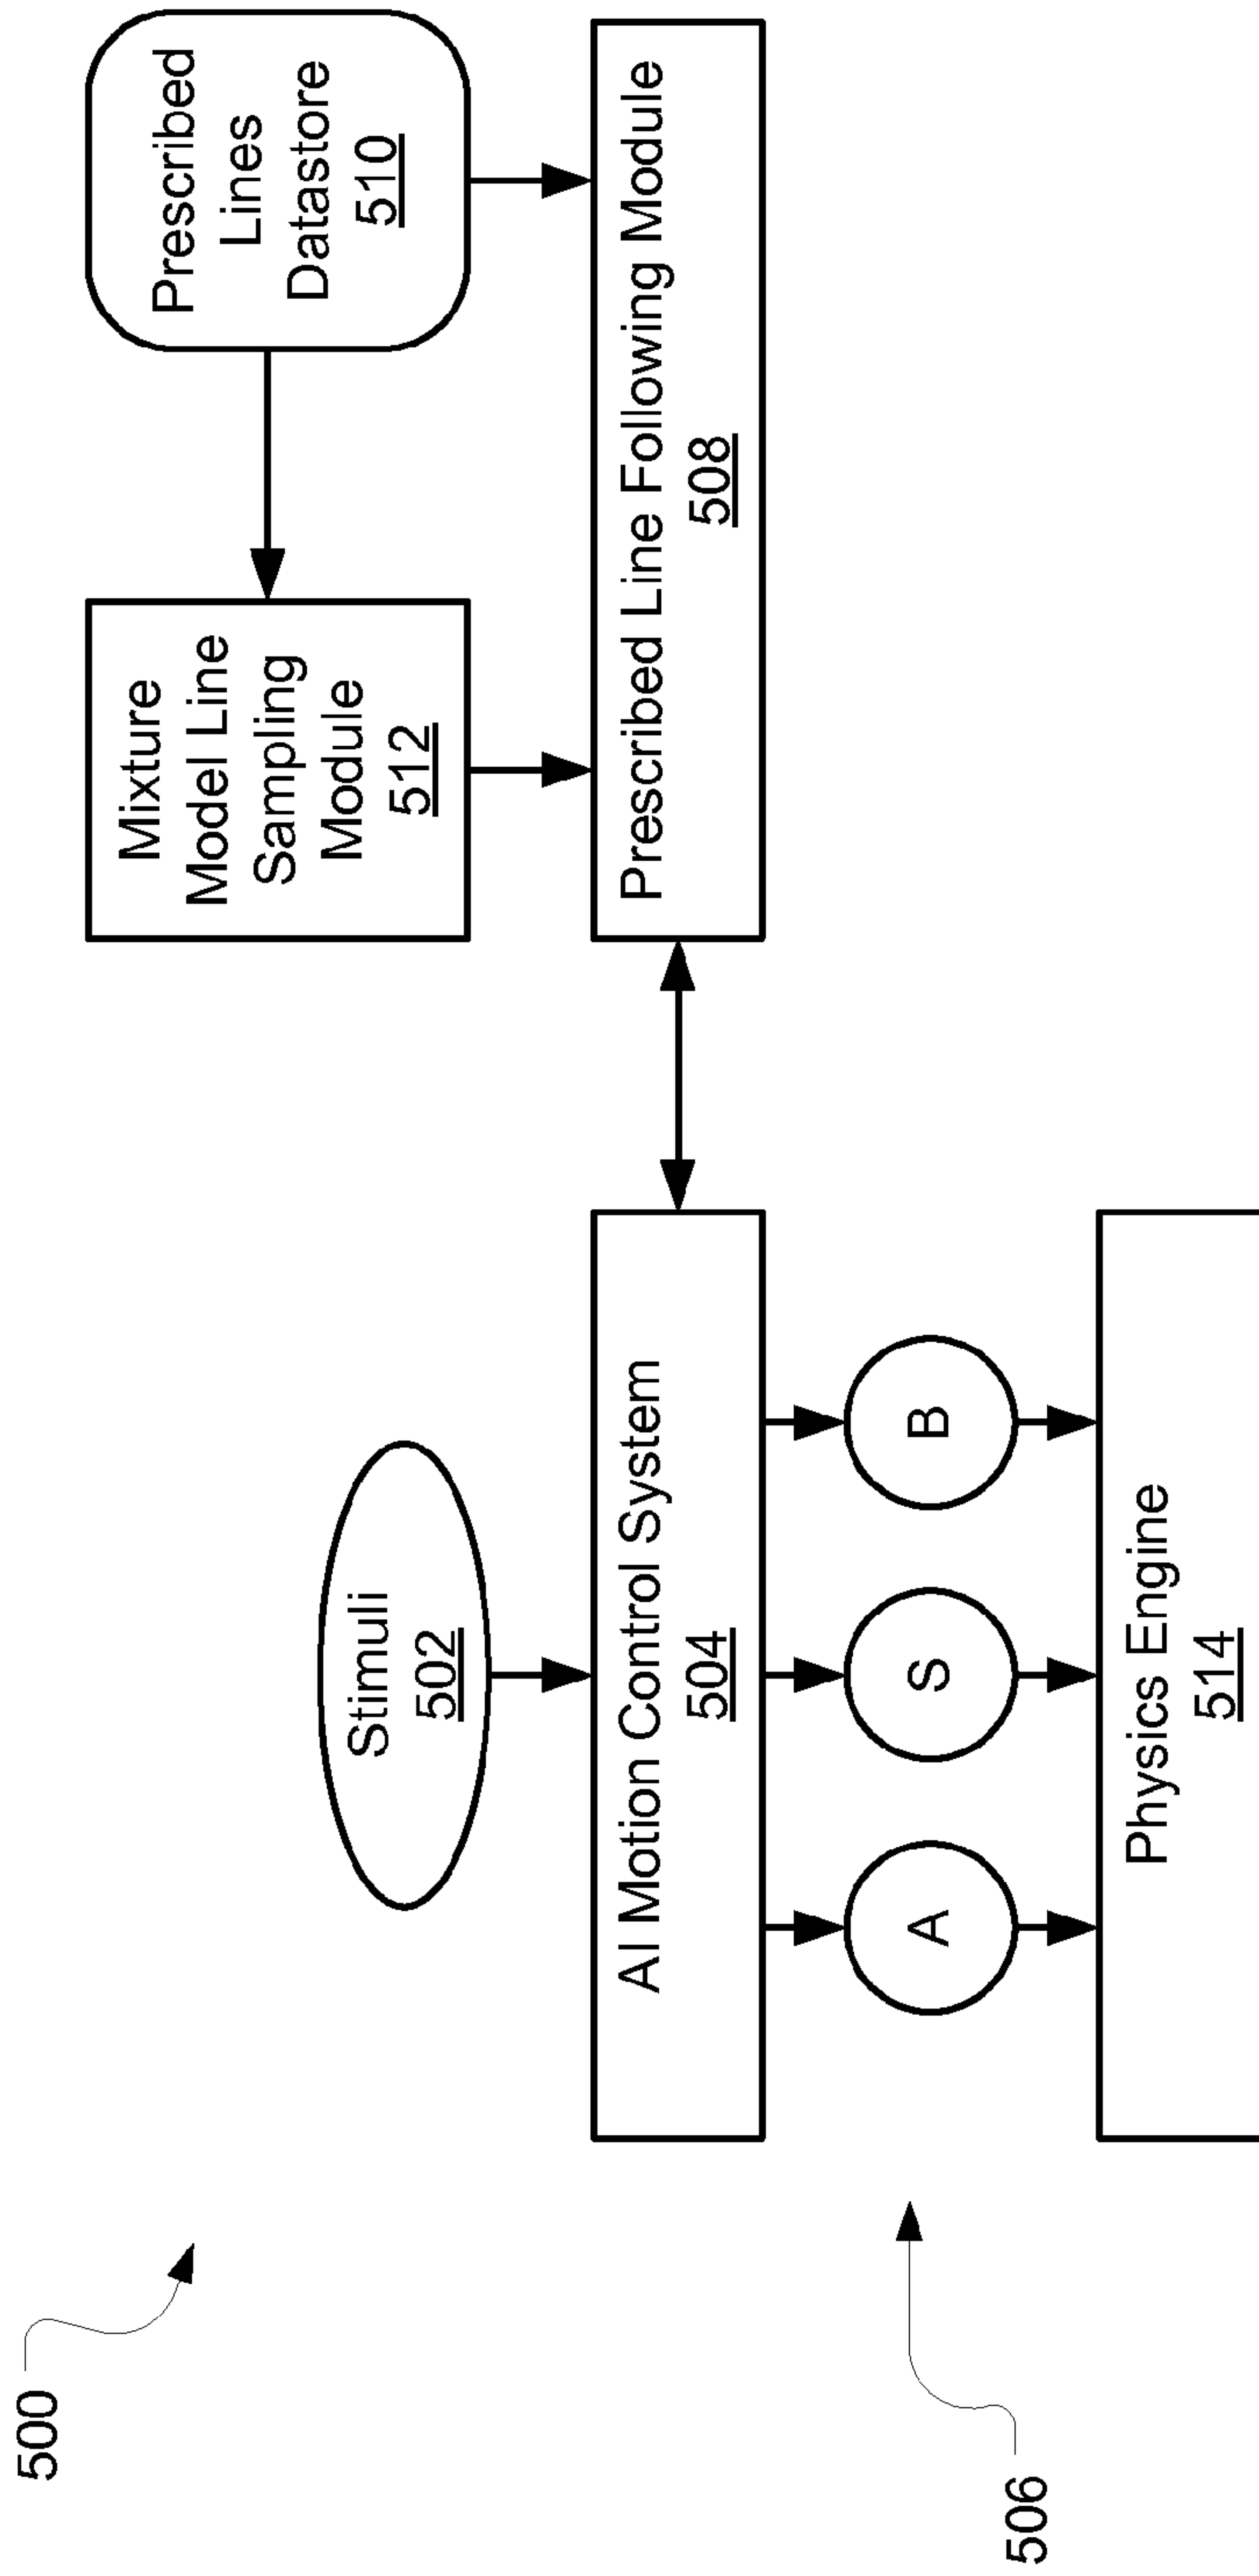 500
Stimuli
502
AI Motion Control System
504
A
S
B
506
Physics Engine
514
Mixture
Model Line
Sampling
Module
512
Prescribed
Lines
Datastore
510
Prescribed Line Following Module
508